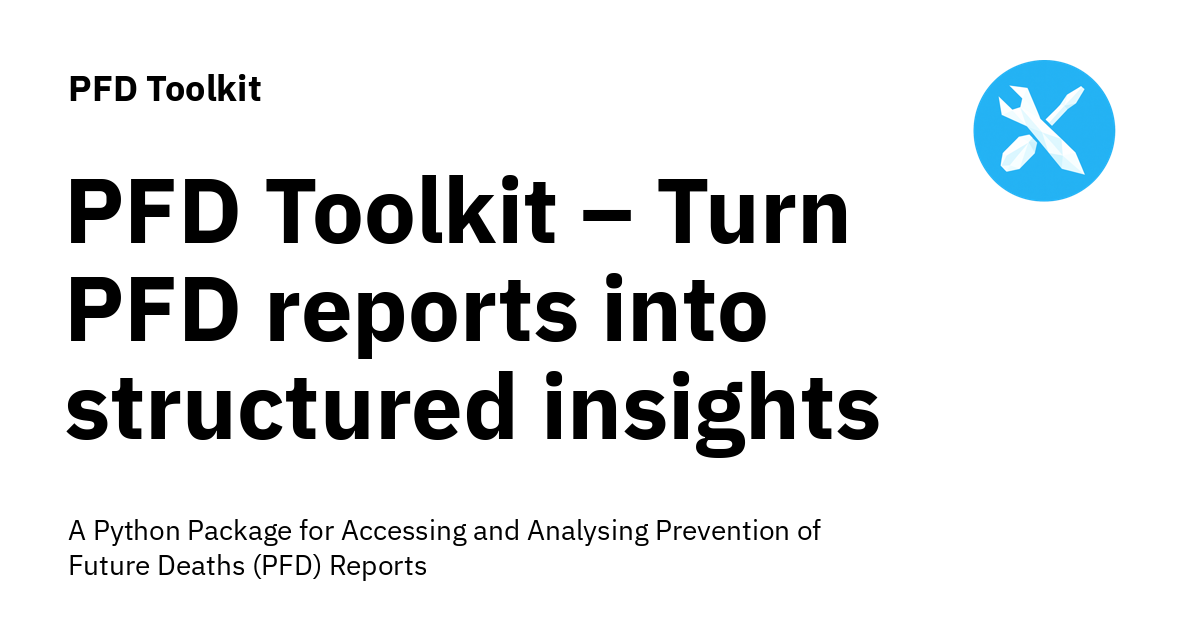 PFD Toolkit
PFD Toolkit – Turn
PFD reports into
structured insights
A Python Package for Accessing and Analysing Prevention of
Future Deaths (PFD) Reports